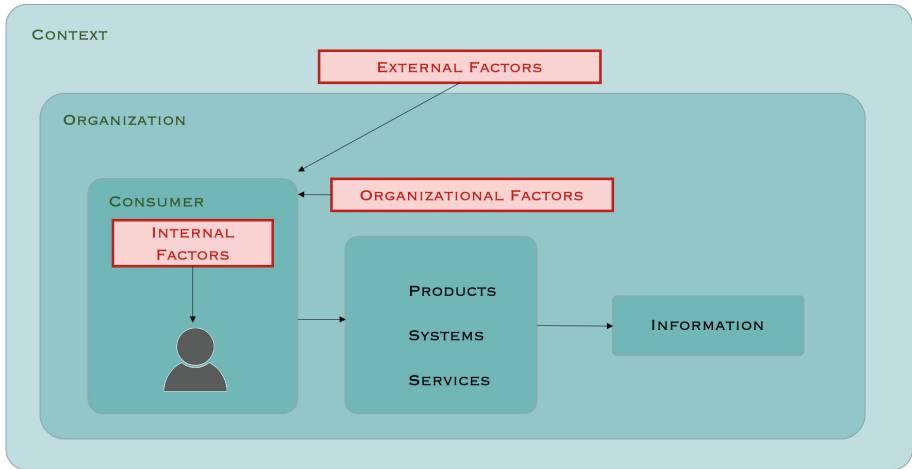 Context
External Factors
Organization
Consumer
Organizational Factors
Internal
Factors
Products
Systems
Services
Information